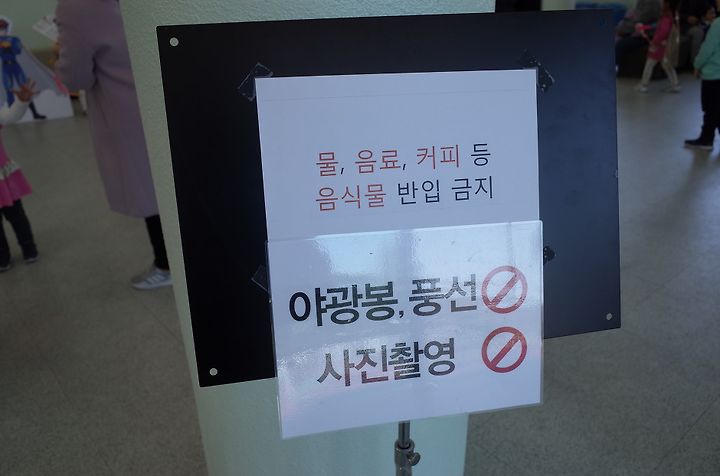 물, 음료, 커피 등
음식물 반입 금지
야광봉, 풍선
사진촬영